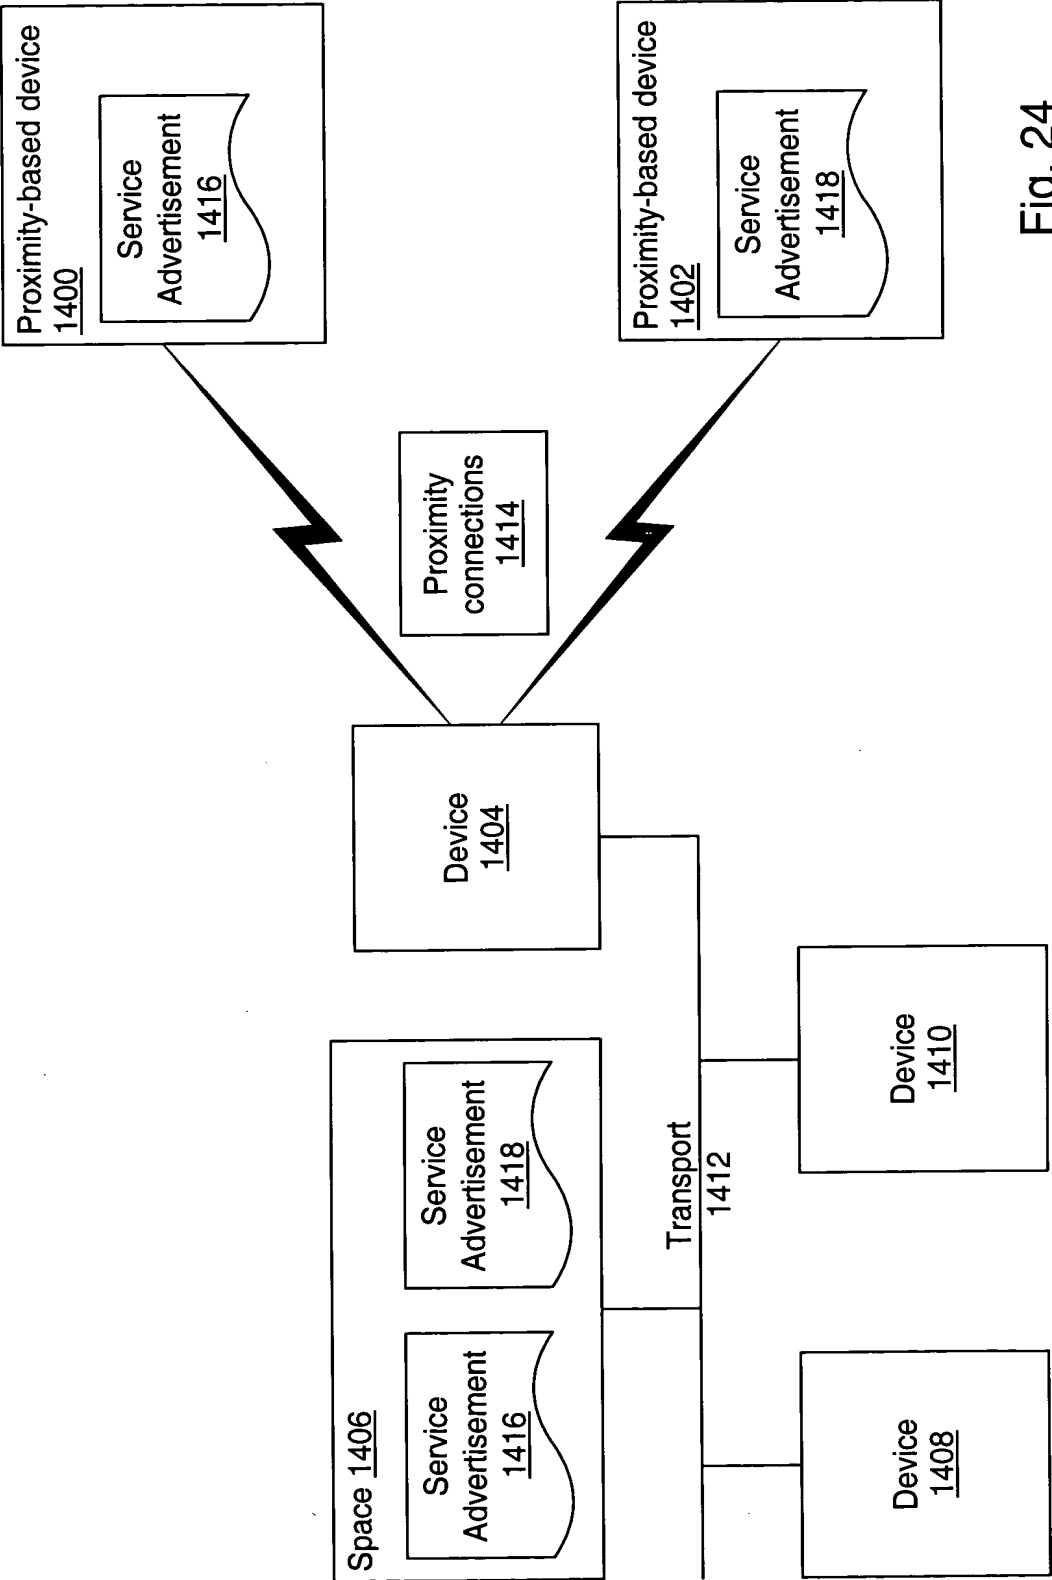 Space 1406
Service
Advertisement
1416
Service
Advertisement
1418
Device
1404
Proximity
connections
1414
Proximity-based device
1400
Service
Advertisement
1416
Proximity-based device
1402
Service
Advertisement
1418
Transport
1412
Device
1408
Device
1410
Fig. 24